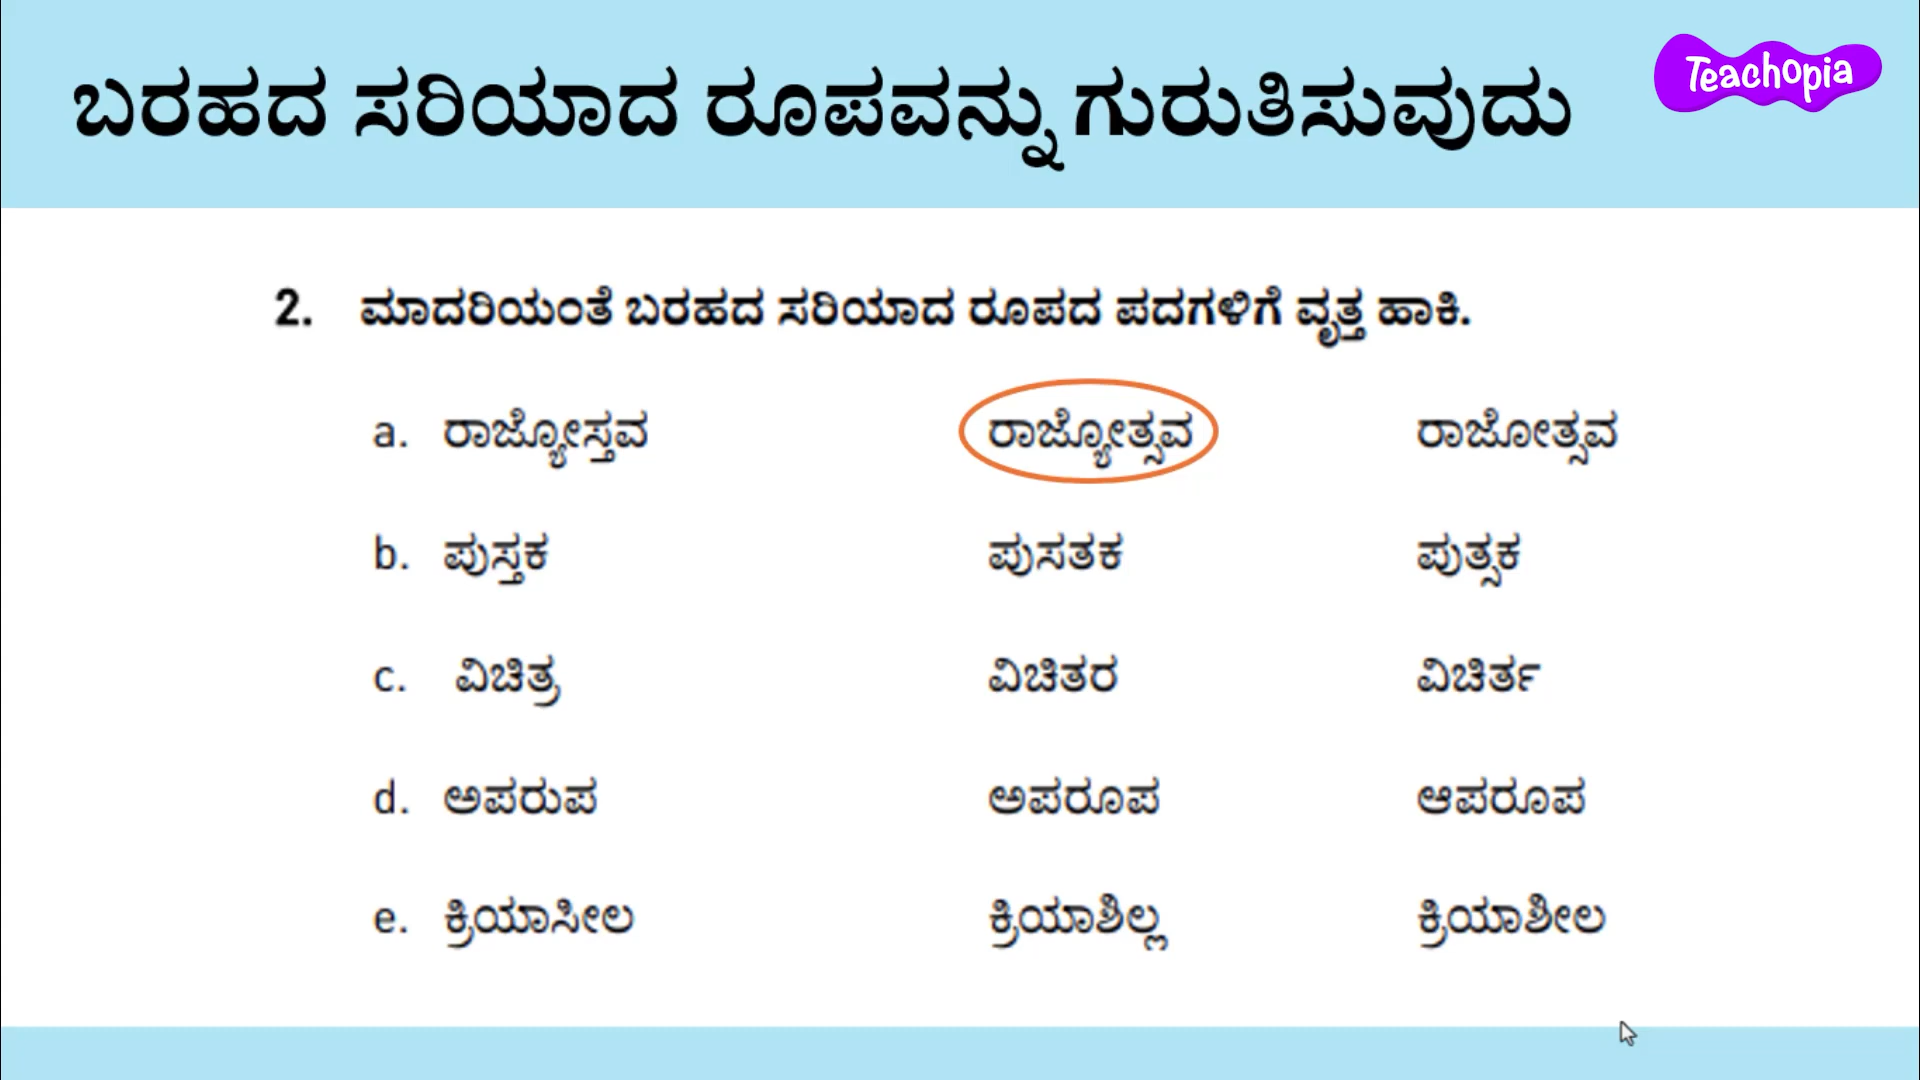 ಬರಹದ ಸರಿಯಾದ ರೂಪವನ್ನು ಗುರುತಿಸುವುದು
Teachopia
2. ಮಾದರಿಯಂತೆ ಬರಹದ ಸರಿಯಾದ ರೂಪದ ಪದಗಳಿಗೆ ವೃತ್ತ ಹಾಕಿ.
a. ರಾಜ್ಯೋಸ್ತವ ರಾಜ್ಯೋತ್ಸವ ರಾಜೋತ್ಸವ
b. ಪುಸ್ತಕ ಪುಸತಕ ಪುತ್ಸಕ
c. ವಿಚಿತ್ರ ವಿಚಿತರ ವಿಚಿರ್ತ
d. ಅಪರುಪ ಅಪರೂಪ ಆಪರೂಪ
e. ಕ್ರಿಯಾಸೀಲ ಕ್ರಿಯಾಶಿಲ್ಲ ಕ್ರಿಯಾಶೀಲ